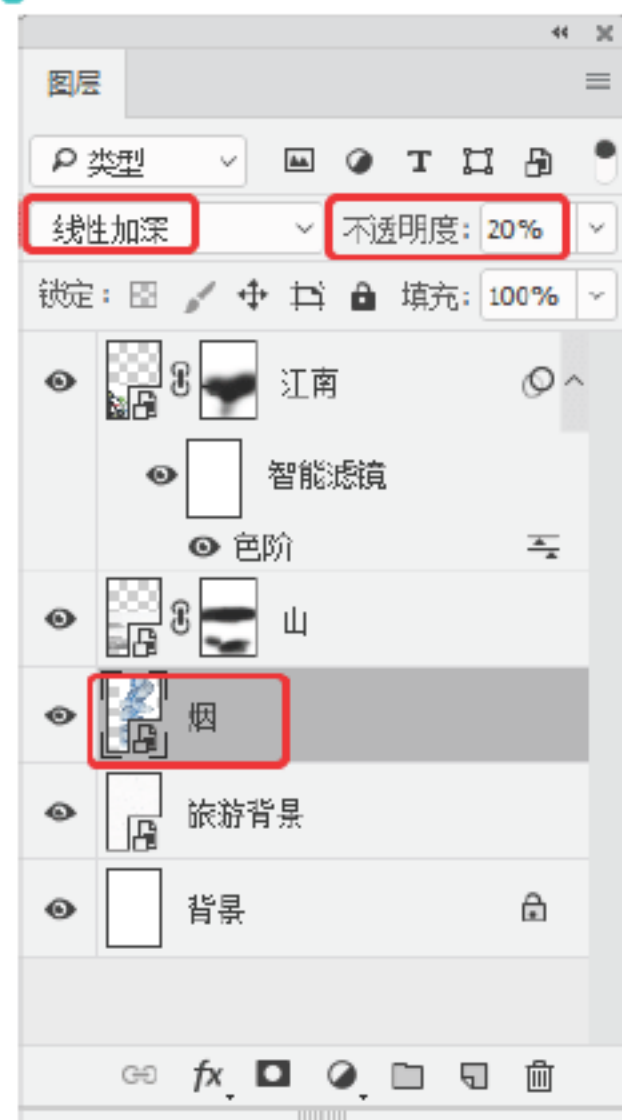 图层
类型
线性加深 不透明度: 20%
锁定: 填充: 100%
江南
智能滤镜
色阶
山
烟
旅游背景
背景
fx